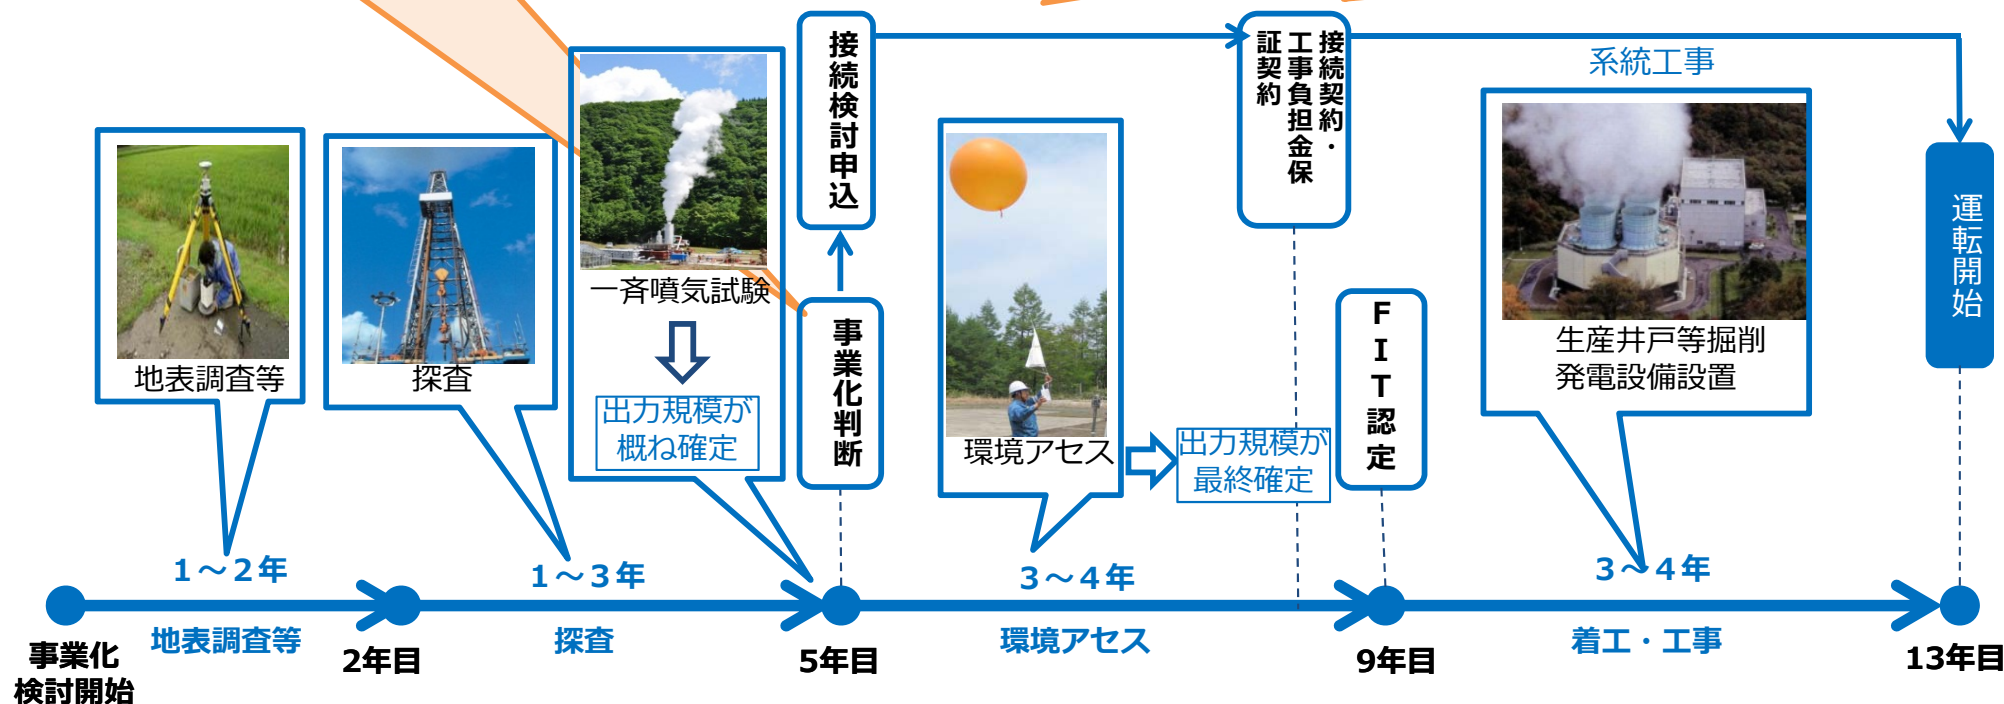 接続検討申込
接続契約・
工事負担金保
証契約
系統工事
運転開始
地表調査等
探査
一斉噴気試験
出力規模が
概ね確定
事業化判断
環境アセス
出力規模が
最終確定
FIT認定
生産井戸等掘削
発電設備設置
1～2年
1～3年
3～4年
3～4年
地表調査等
探査
環境アセス
着工・工事
事業化
検討開始
2年目
5年目
9年目
13年目